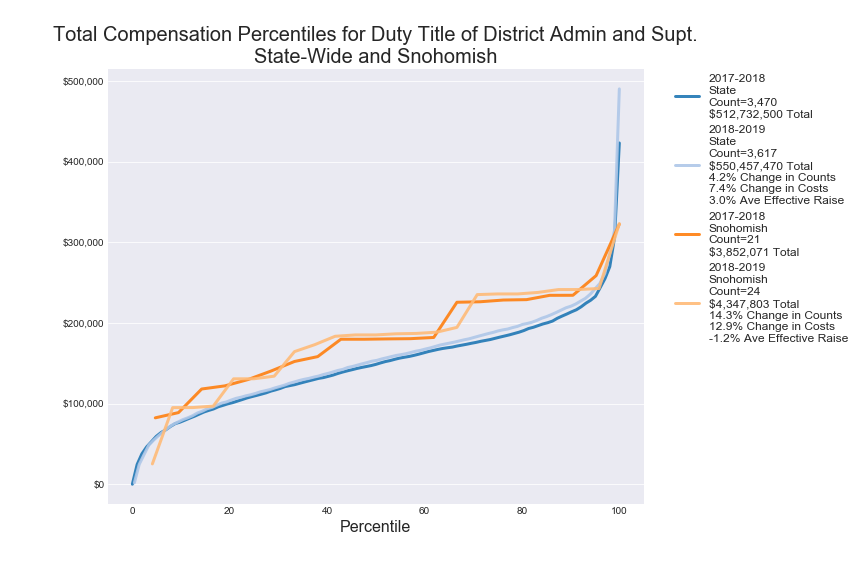 Total Compensation Percentiles for Duty Title of District Admin and Supt.
State-Wide and Snohomish
$500,000
$400,000
$300,000
$200,000
$100,000
$0
0
20
40
60
80
100
Percentile
2017-2018
State
Count=3,470
$512,732,500 Total
2018-2019
State
Count=3,617
$550,457,470 Total
4.2% Change in Counts
7.4% Change in Costs
3.0% Ave Effective Raise
2017-2018
Snohomish
Count=21
$3,852,071 Total
2018-2019
Snohomish
Count=24
$4,347,803 Total
14.3% Change in Counts
12.9% Change in Costs
-1.2% Ave Effective Raise